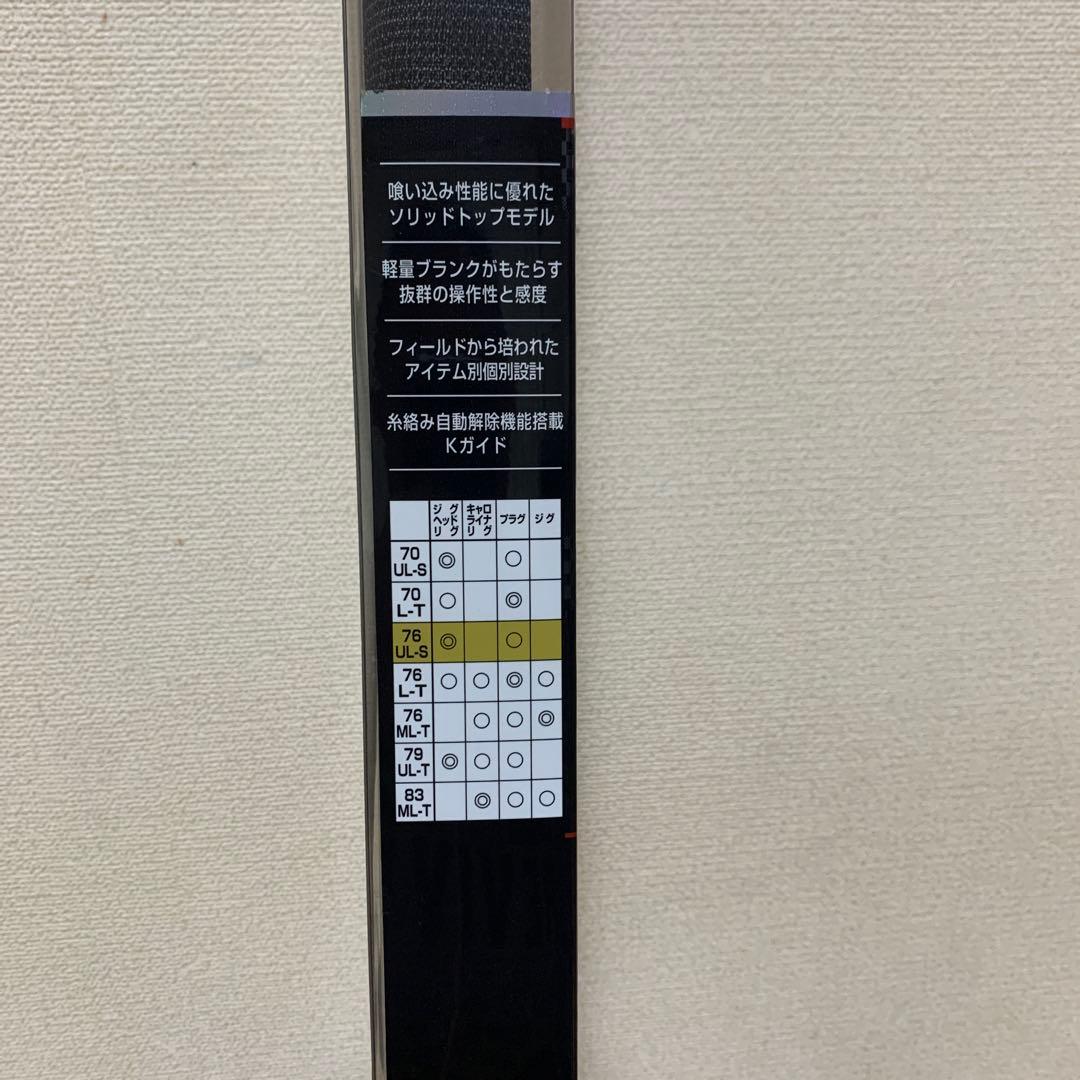 喰い込み性能に優れた
ソリッドトップモデル
軽量ブランクがもたらす
抜群の操作性と感度
フィールドから培われた
アイテム別個別設計
糸絡み自動解除機能搭載
Kガイド
ジグヘッドリグ キャロライナリグ プラグ ジグ
70 UL-S ◎ ○
70 L-T ○ ◎
76 UL-S ◎ ○
76 L-T ○ ○ ◎ ○
76 ML-T ○ ○ ◎
79 UL-T ◎ ○ ○
83 ML-T ◎ ○ ○